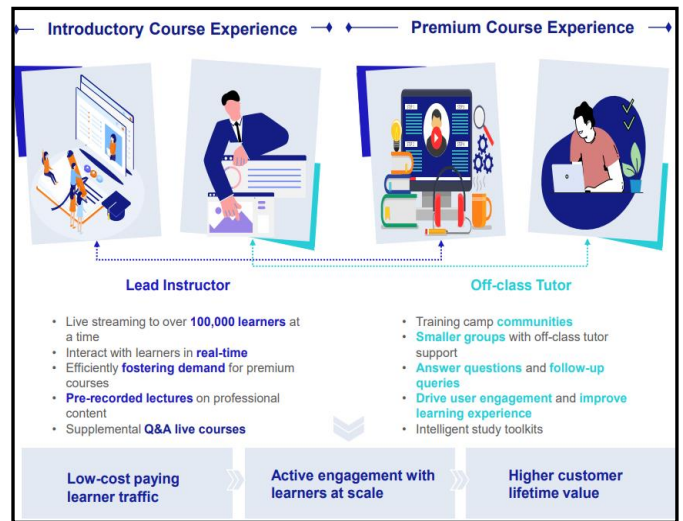 Introductory Course Experience
Premium Course Experience
Lead Instructor
• Live streaming to over 100,000 learners at
a time
• Interact with learners in real-time
• Efficiently fostering demand for premium
courses
• Pre-recorded lectures on professional
content
• Supplemental Q&A live courses
Off-class Tutor
• Training camp communities
• Smaller groups with off-class tutor
support
• Answer questions and follow-up
queries
• Drive user engagement and improve
learning experience
• Intelligent study toolkits
Low-cost paying
learner traffic
Active engagement with
learners at scale
Higher customer
lifetime value